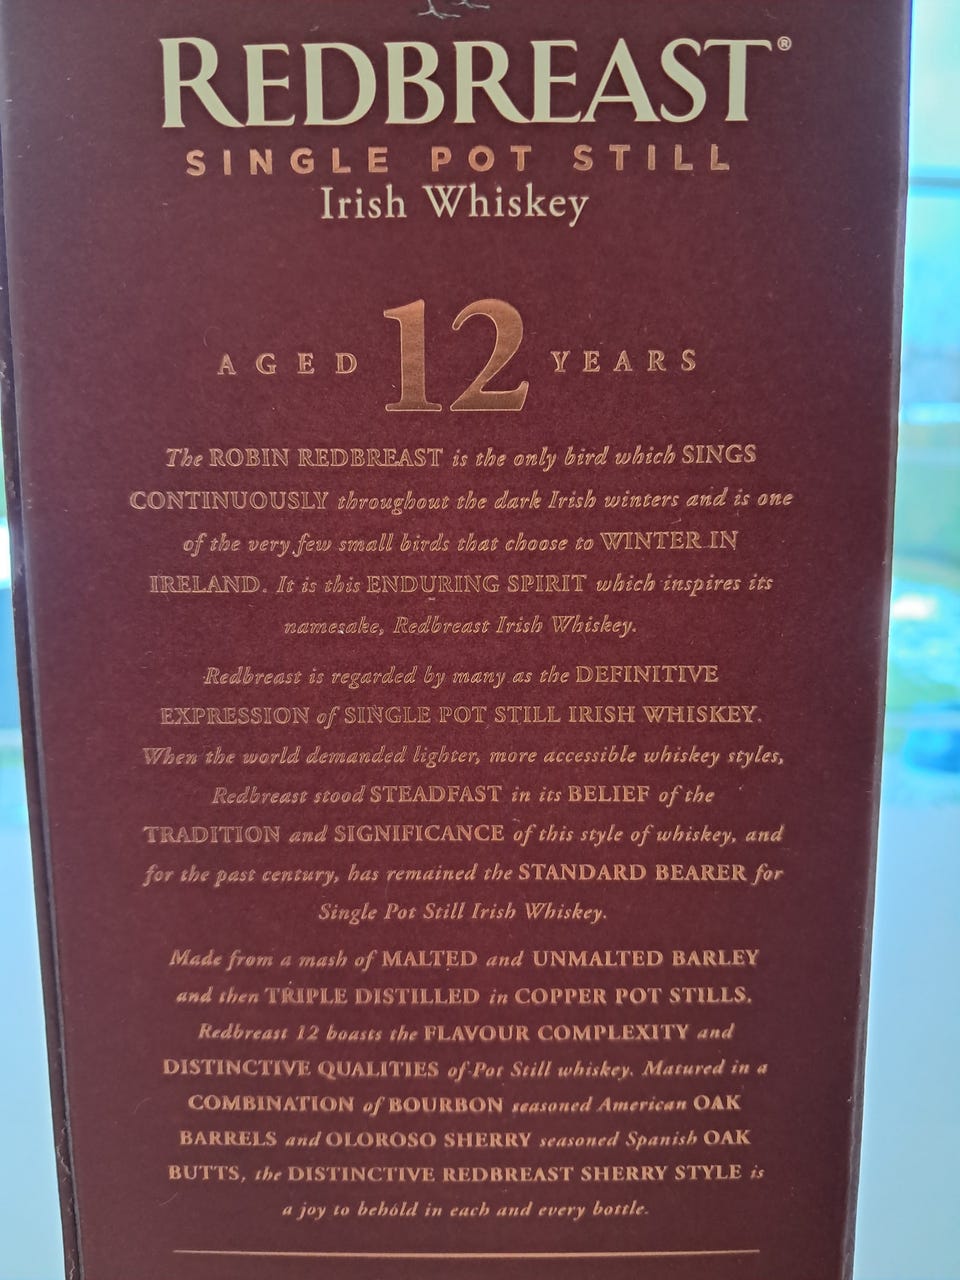 REDBREAST®
SINGLE POT STILL
Irish Whiskey
AGED 12 YEARS
The ROBIN REDBREAST is the only bird which SINGS
CONTINUOUSLY throughout the dark Irish winters and is one
of the very few small birds that choose to WINTER IN
IRELAND. It is this ENDURING SPIRIT which inspires its
namesake, Redbreast Irish Whiskey.
Redbreast is regarded by many as the DEFINITIVE
EXPRESSION of SINGLE POT STILL IRISH WHISKEY.
When the world demanded lighter, more accessible whiskey styles,
Redbreast stood STEADFAST in its BELIEF of the
TRADITION and SIGNIFICANCE of this style of whiskey, and
for the past century, has remained the STANDARD BEARER for
Single Pot Still Irish Whiskey.
Made from a mash of MALTED and UNMALTED BARLEY
and then TRIPLE DISTILLED in COPPER POT STILLS,
Redbreast 12 boasts the FLAVOUR COMPLEXITY and
DISTINCTIVE QUALITIES of Pot Still whiskey. Matured in a
COMBINATION of BOURBON seasoned American OAK
BARRELS and OLOROSO SHERRY seasoned Spanish OAK
BUTTS, the DISTINCTIVE REDBREAST SHERRY STYLE is
a joy to behold in each and every bottle.